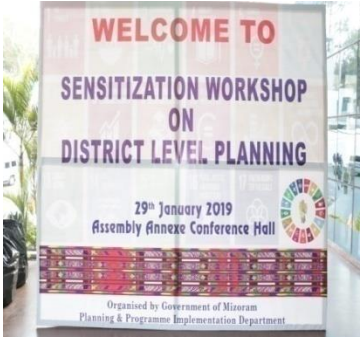 WELCOME TO
SENSITIZATION WORKSHOP
ON
DISTRICT LEVEL PLANNING
29th January 2019
Assembly Annexe Conference Hall
Organised by Government of Mizoram
Planning & Programme Implementation Department